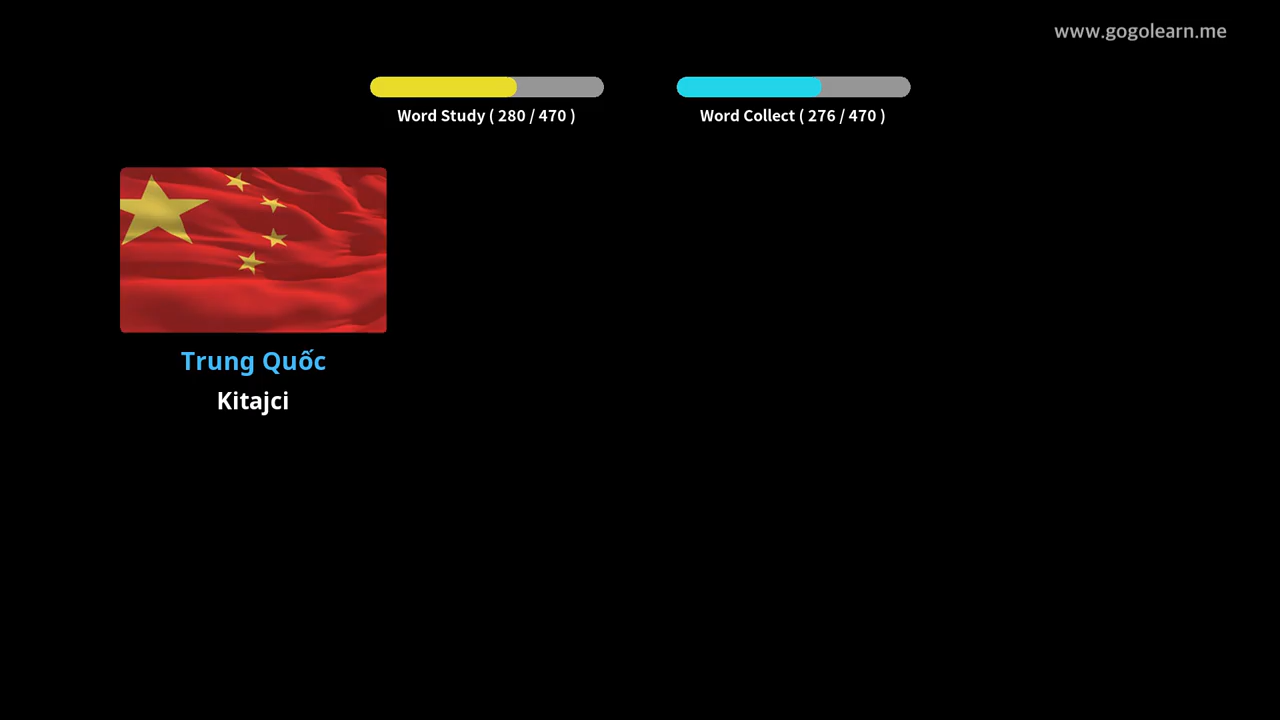 www.gogolearn.me
Word Study ( 280 / 470 )
Word Collect ( 276 / 470 )
Trung Quốc
Kitajci